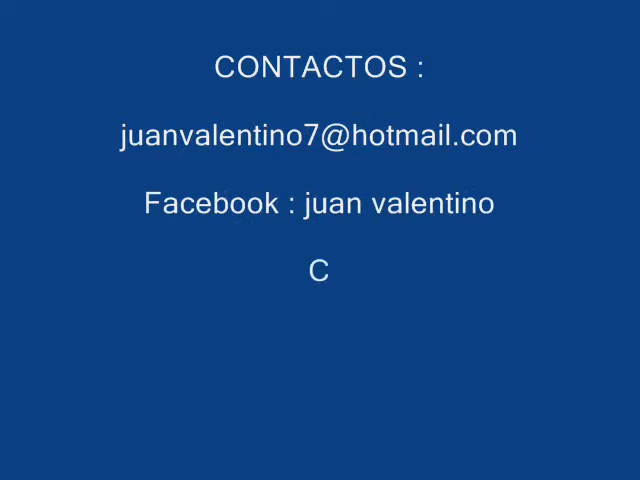 CONTACTOS :
juanvalentino7@hotmail.com
Facebook : juan valentino
C